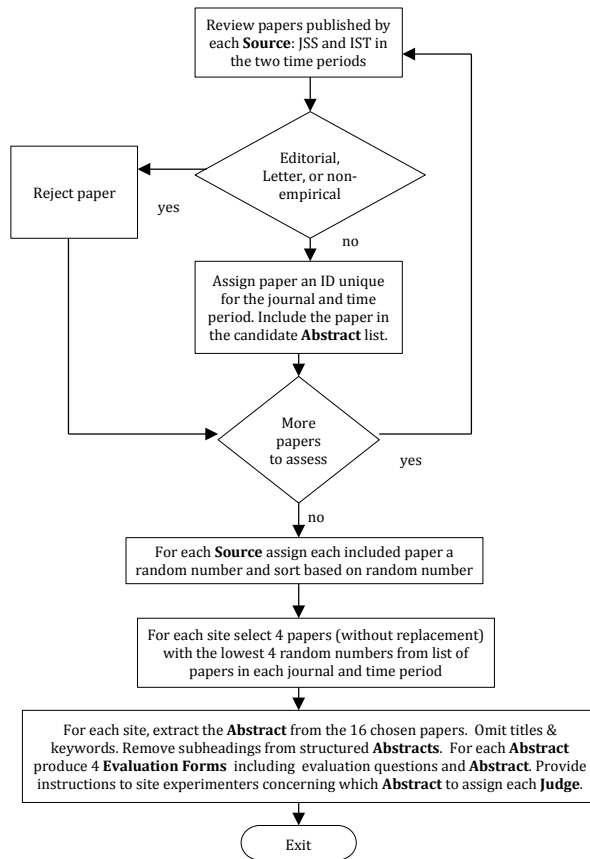 Review papers published by
each Source: JSS and IST in
the two time periods
Editorial,
Letter, or non-
empirical
Reject paper
yes
no
Assign paper an ID unique
for the journal and time
period. Include the paper in
the candidate Abstract list.
More
papers
to assess
yes
no
For each Source assign each included paper a
random number and sort based on random number
For each site select 4 papers (without replacement)
with the lowest 4 random numbers from list of
papers in each journal and time period
For each site, extract the Abstract from the 16 chosen papers. Omit titles &
keywords. Remove subheadings from structured Abstracts. For each Abstract
produce 4 Evaluation Forms including evaluation questions and Abstract. Provide
instructions to site experimenters concerning which Abstract to assign each Judge.
Exit